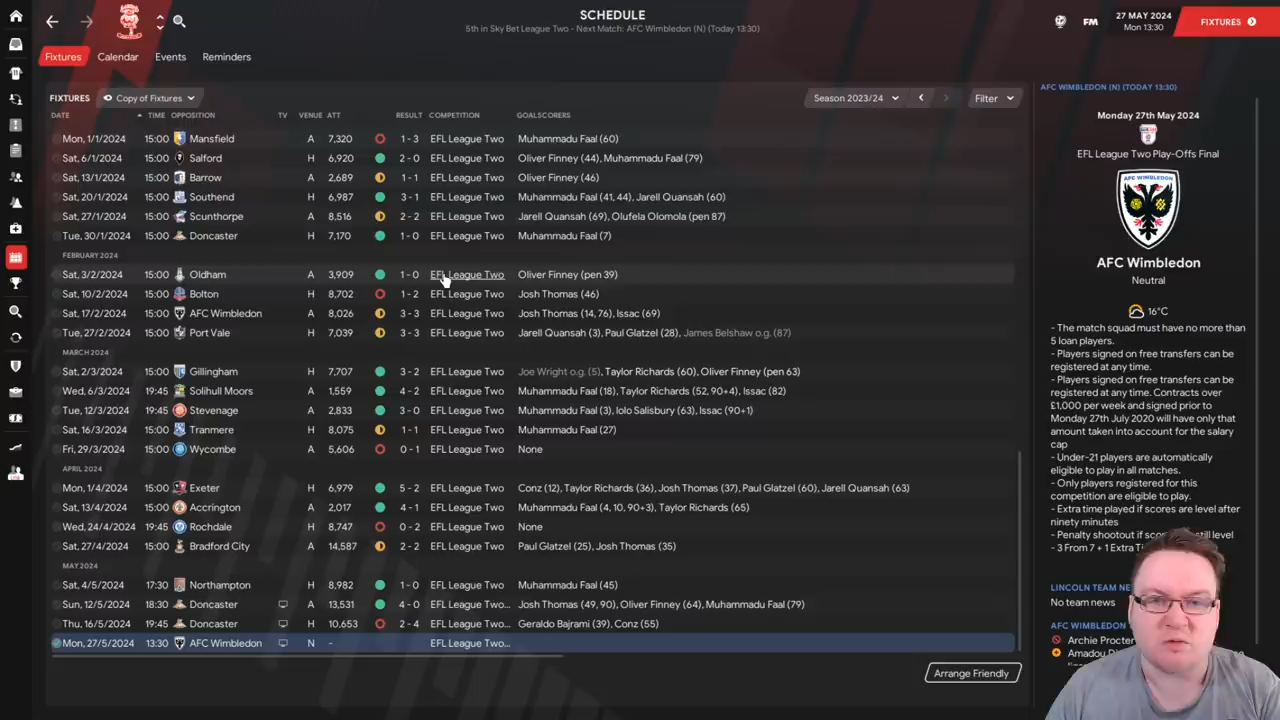 SCHEDULE
5th in Sky Bet League Two - Next Match: AFC Wimbledon (N) (Today 13:30)
FM
27 MAY 2024
Mon 13:30
FIXTURES
Fixtures Calendar Events Reminders
FIXTURES Copy of Fixtures Season 2023/24 Filter
DATE TIME OPPOSITION TV VENUE ATT RESULT COMPETITION GOALSCORERS
Mon, 1/1/2024 15:00 Mansfield A 7,320 1 - 3 EFL League Two Muhammadu Faal (60)
Sat, 6/1/2024 15:00 Salford H 6,920 2 - 0 EFL League Two Oliver Finney (44), Muhammadu Faal (79)
Sat, 13/1/2024 15:00 Barrow A 2,689 1 - 1 EFL League Two Oliver Finney (46)
Sat, 20/1/2024 15:00 Southend H 6,987 3 - 1 EFL League Two Muhammadu Faal (41, 44), Jarell Quansah (60)
Sat, 27/1/2024 15:00 Scunthorpe A 8,516 2 - 2 EFL League Two Jarell Quansah (69), Olufela Olomola (pen 87)
Tue, 30/1/2024 15:00 Doncaster H 7,170 1 - 0 EFL League Two Muhammadu Faal (7)
FEBRUARY 2024
Sat, 3/2/2024 15:00 Oldham A 3,909 1 - 0 EFL League Two Oliver Finney (pen 39)
Sat, 10/2/2024 15:00 Bolton H 8,702 1 - 2 EFL League Two Josh Thomas (46)
Sat, 17/2/2024 15:00 AFC Wimbledon A 8,026 3 - 3 EFL League Two Josh Thomas (14, 76), Issac (69)
Tue, 27/2/2024 15:00 Port Vale H 7,039 3 - 3 EFL League Two Jarell Quansah (3), Paul Glatzel (28), James Belshaw o.g. (87)
MARCH 2024
Sat, 2/3/2024 15:00 Gillingham H 7,707 3 - 2 EFL League Two Joe Wright o.g. (5), Taylor Richards (60), Oliver Finney (pen 63)
Wed, 6/3/2024 19:45 Solihull Moors A 1,559 4 - 2 EFL League Two Muhammadu Faal (18), Taylor Richards (52, 90+4), Issac (82)
Tue, 12/3/2024 19:45 Stevenage A 2,833 3 - 0 EFL League Two Muhammadu Faal (3), Iolo Salisbury (63), Issac (90+1)
Sat, 16/3/2024 15:00 Tranmere H 8,075 1 - 1 EFL League Two Muhammadu Faal (27)
Fri, 29/3/2024 15:00 Wycombe A 5,606 0 - 1 EFL League Two None
APRIL 2024
Mon, 1/4/2024 15:00 Exeter H 6,979 5 - 2 EFL League Two Conz (12), Taylor Richards (36), Josh Thomas (37), Paul Glatzel (60), Jarell Quansah (63)
Sat, 13/4/2024 15:00 Accrington A 2,017 4 - 1 EFL League Two Muhammadu Faal (4, 10, 90+3), Taylor Richards (65)
Wed, 24/4/2024 19:45 Rochdale H 8,747 0 - 2 EFL League Two None
Sat, 27/4/2024 15:00 Bradford City A 14,587 2 - 2 EFL League Two Paul Glatzel (25), Josh Thomas (35)
MAY 2024
Sat, 4/5/2024 17:30 Northampton H 8,982 1 - 0 EFL League Two Muhammadu Faal (45)
Sun, 12/5/2024 18:30 Doncaster A 13,531 4 - 0 EFL League Two... Josh Thomas (49, 90), Oliver Finney (64), Muhammadu Faal (79)
Thu, 16/5/2024 19:45 Doncaster H 10,653 2 - 4 EFL League Two... Geraldo Bajrami (39), Conz (55)
Mon, 27/5/2024 13:30 AFC Wimbledon N - EFL League Two...
Arrange Friendly
AFC WIMBLEDON (N) (TODAY 13:30)
Monday 27th May 2024
EFL League Two Play-Offs Final
AFC WIMBLEDON
AFC Wimbledon
Neutral
16°C
- The match squad must have no more than
5 loan players.
- Players signed on free transfers can be
registered at any time.
- Players signed on free transfers can be
registered at any time. Contracts over
£1,000 per week and signed prior to
Monday 27th July 2020 will have only that
amount taken into account for the salary
cap
- Under-21 players are automatically
eligible to play in all matches.
- Only players registered for this
competition are eligible to play.
- Extra time played if scores are level after
ninety minutes
- Penalty shootout if still level
- 3 From 7 + 1 Extra
LINCOLN TEAM
No team news
AFC WIMBLEDON
Archie Procter
Amadou